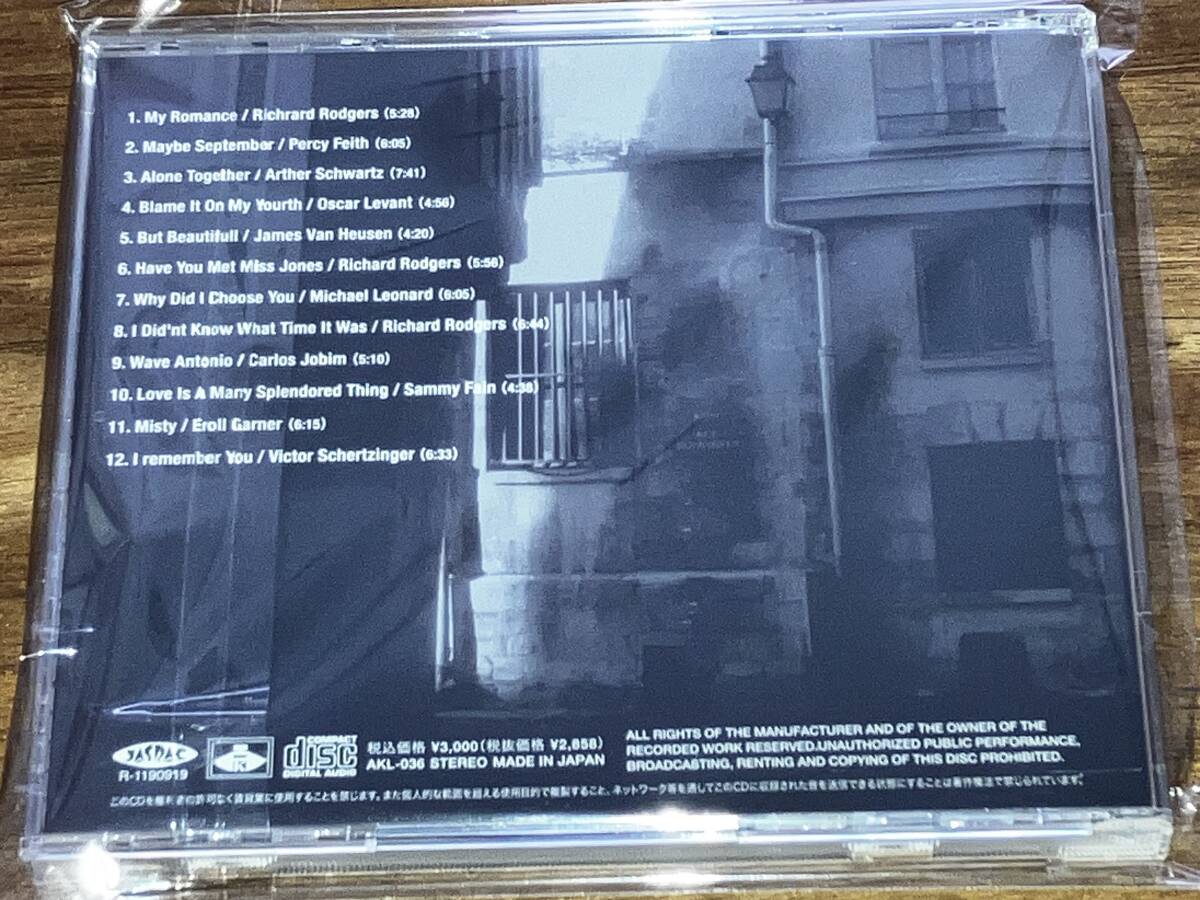 1. My Romance / Richrard Rodgers (5:28)
2. Maybe September / Percy Feith (6:05)
3. Alone Together / Arther Schwartz (7:41)
4. Blame It On My Yourth / Oscar Levant (4:56)
5. But Beautifull / James Van Heusen (4:20)
6. Have You Met Miss Jones / Richard Rodgers (5:56)
7. Why Did I Choose You / Michael Leonard (6:05)
8. I Did'nt Know What Time It Was / Richard Rodgers (6:44)
9. Wave Antonio / Carlos Jobim (5:10)
10. Love Is A Many Splendored Thing / Sammy Fain (4:38)
11. Misty / Eroll Garner (6:15)
12. I remember You / Victor Schertzinger (6:33)
JASRAC
R-1190919
COMPACT
disc
DIGITAL AUDIO
税込価格 ¥3,000(税抜価格 ¥2,858)
AKL-036 STEREO MADE IN JAPAN
ALL RIGHTS OF THE MANUFACTURER AND OF THE OWNER OF THE
RECORDED WORK RESERVED.UNAUTHORIZED PUBLIC PERFORMANCE,
BROADCASTING, RENTING AND COPYING OF THIS DISC PROHIBITED.
このCDを権利者の許可なく賃貸業に使用することを禁じます。また個人的な範囲を超える使用目的で複製すること、ネットワーク等を通してこのCDに収録された音を送信できる状態にすることは著作権法で禁じられています。